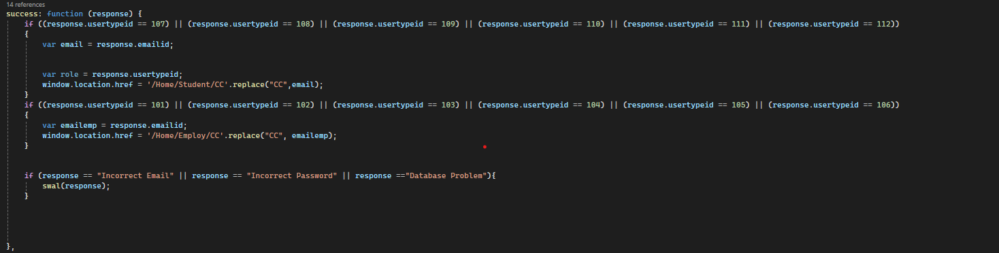 14 references
success: function (response) {
if ((response.usertypeid == 107) || (response.usertypeid == 108) || (response.usertypeid == 109) || (response.usertypeid == 110) || (response.usertypeid == 111) || (response.usertypeid == 112))
{
var email = response.emailid;
var role = response.usertypeid;
window.location.href = '/Home/Student/CC'.replace("CC",email);
}
if ((response.usertypeid == 101) || (response.usertypeid == 102) || (response.usertypeid == 103) || (response.usertypeid == 104) || (response.usertypeid == 105) || (response.usertypeid == 106))
{
var emailemp = response.emailid;
window.location.href = '/Home/Employ/CC'.replace("CC", emailemp);
}
if (response == "Incorrect Email" || response == "Incorrect Password" || response =="Database Problem"){
swal(response);
}
},